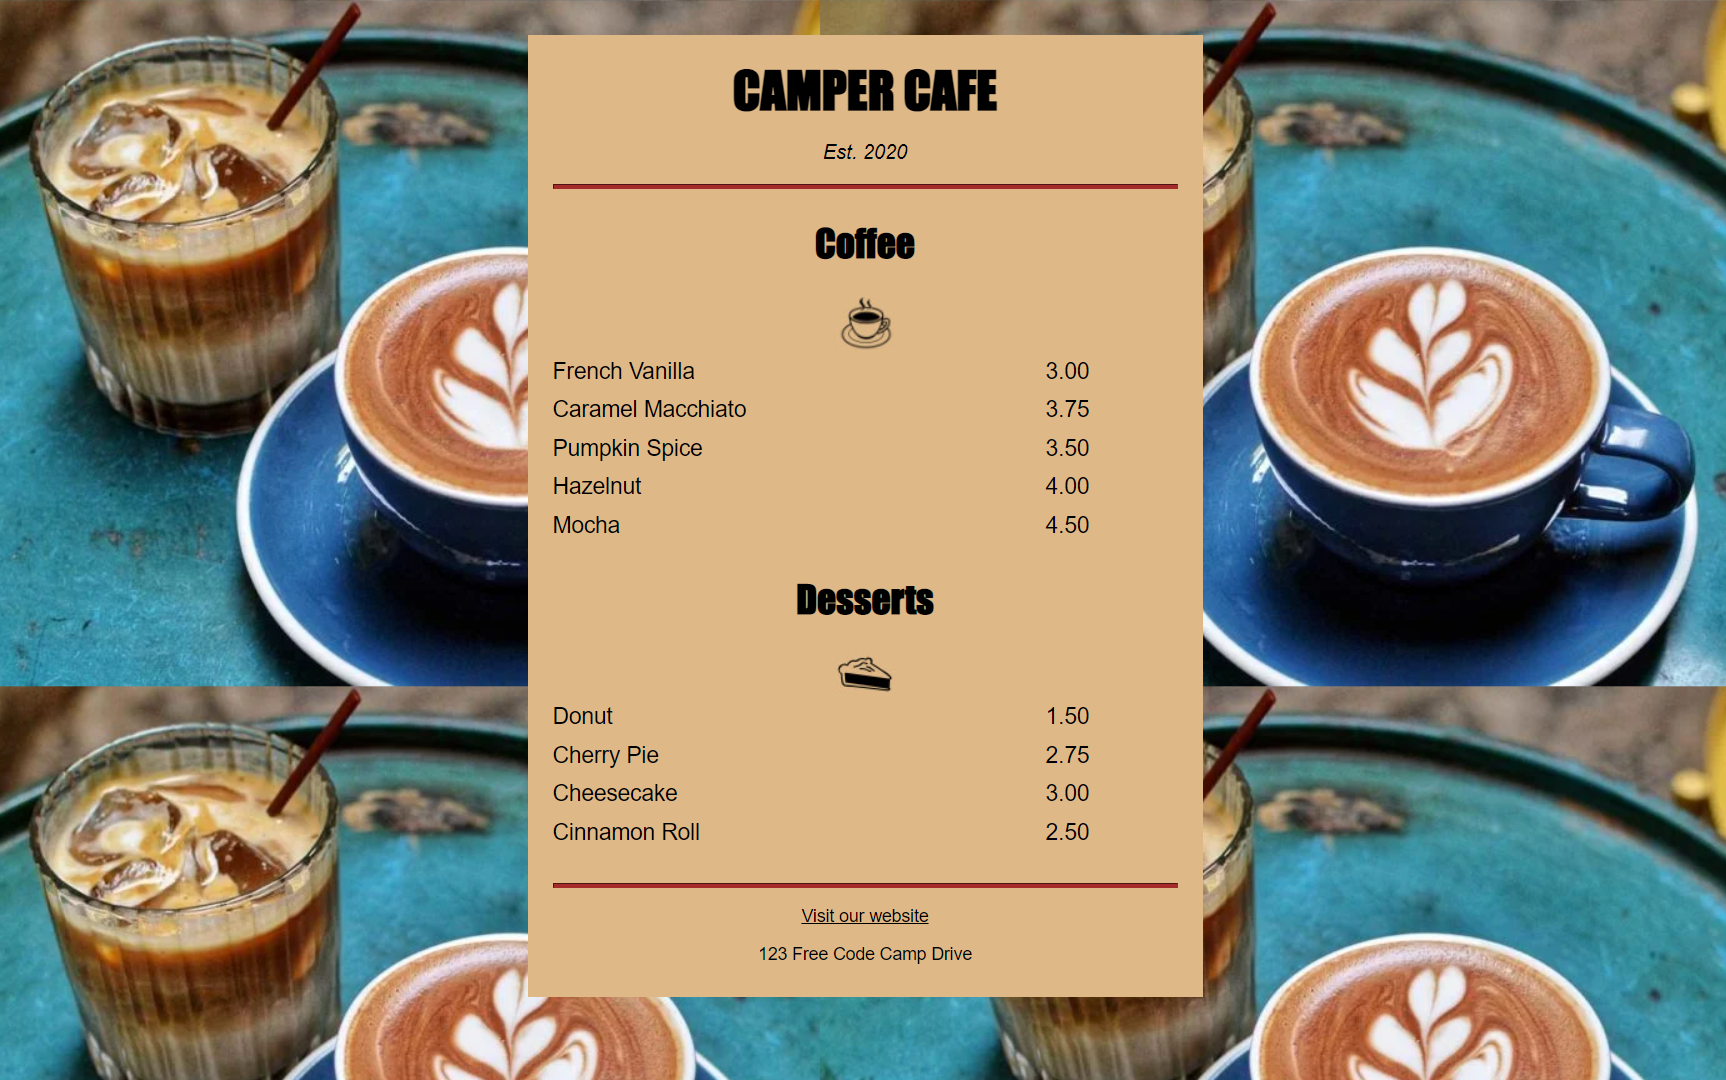 CAMPER CAFE
Est. 2020
Coffee
French Vanilla 3.00
Caramel Macchiato 3.75
Pumpkin Spice 3.50
Hazelnut 4.00
Mocha 4.50
Desserts
Donut 1.50
Cherry Pie 2.75
Cheesecake 3.00
Cinnamon Roll 2.50
Visit our website
123 Free Code Camp Drive